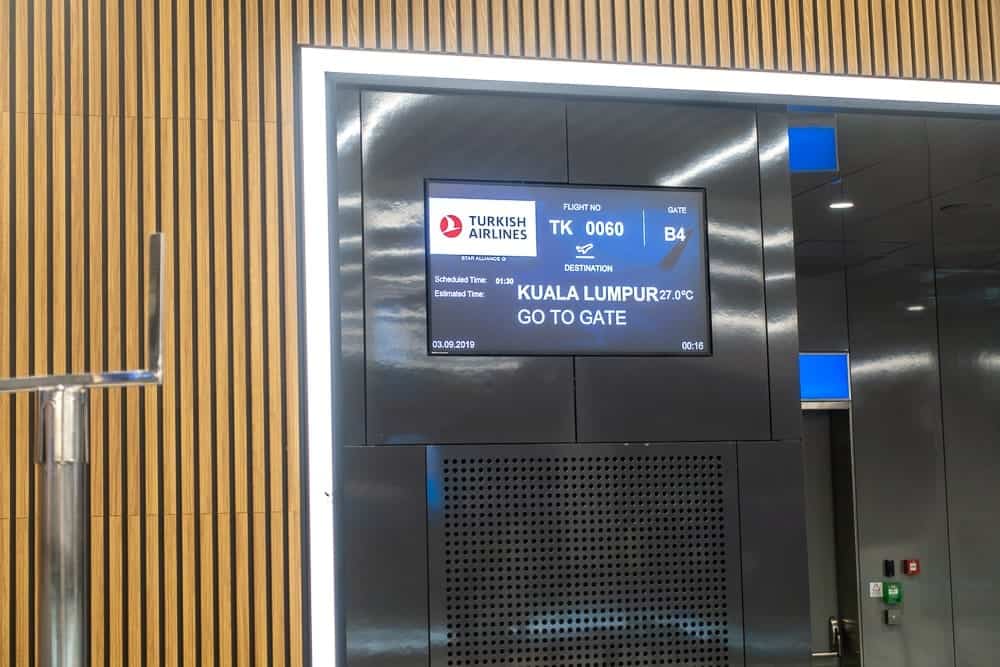 TURKISH
AIRLINES
STAR ALLIANCE
FLIGHT NO
TK 0060
GATE
B4
DESTINATION
Scheduled Time: 01:30
Estimated Time:
KUALA LUMPUR 27.0°C
GO TO GATE
03.09.2019
00:16